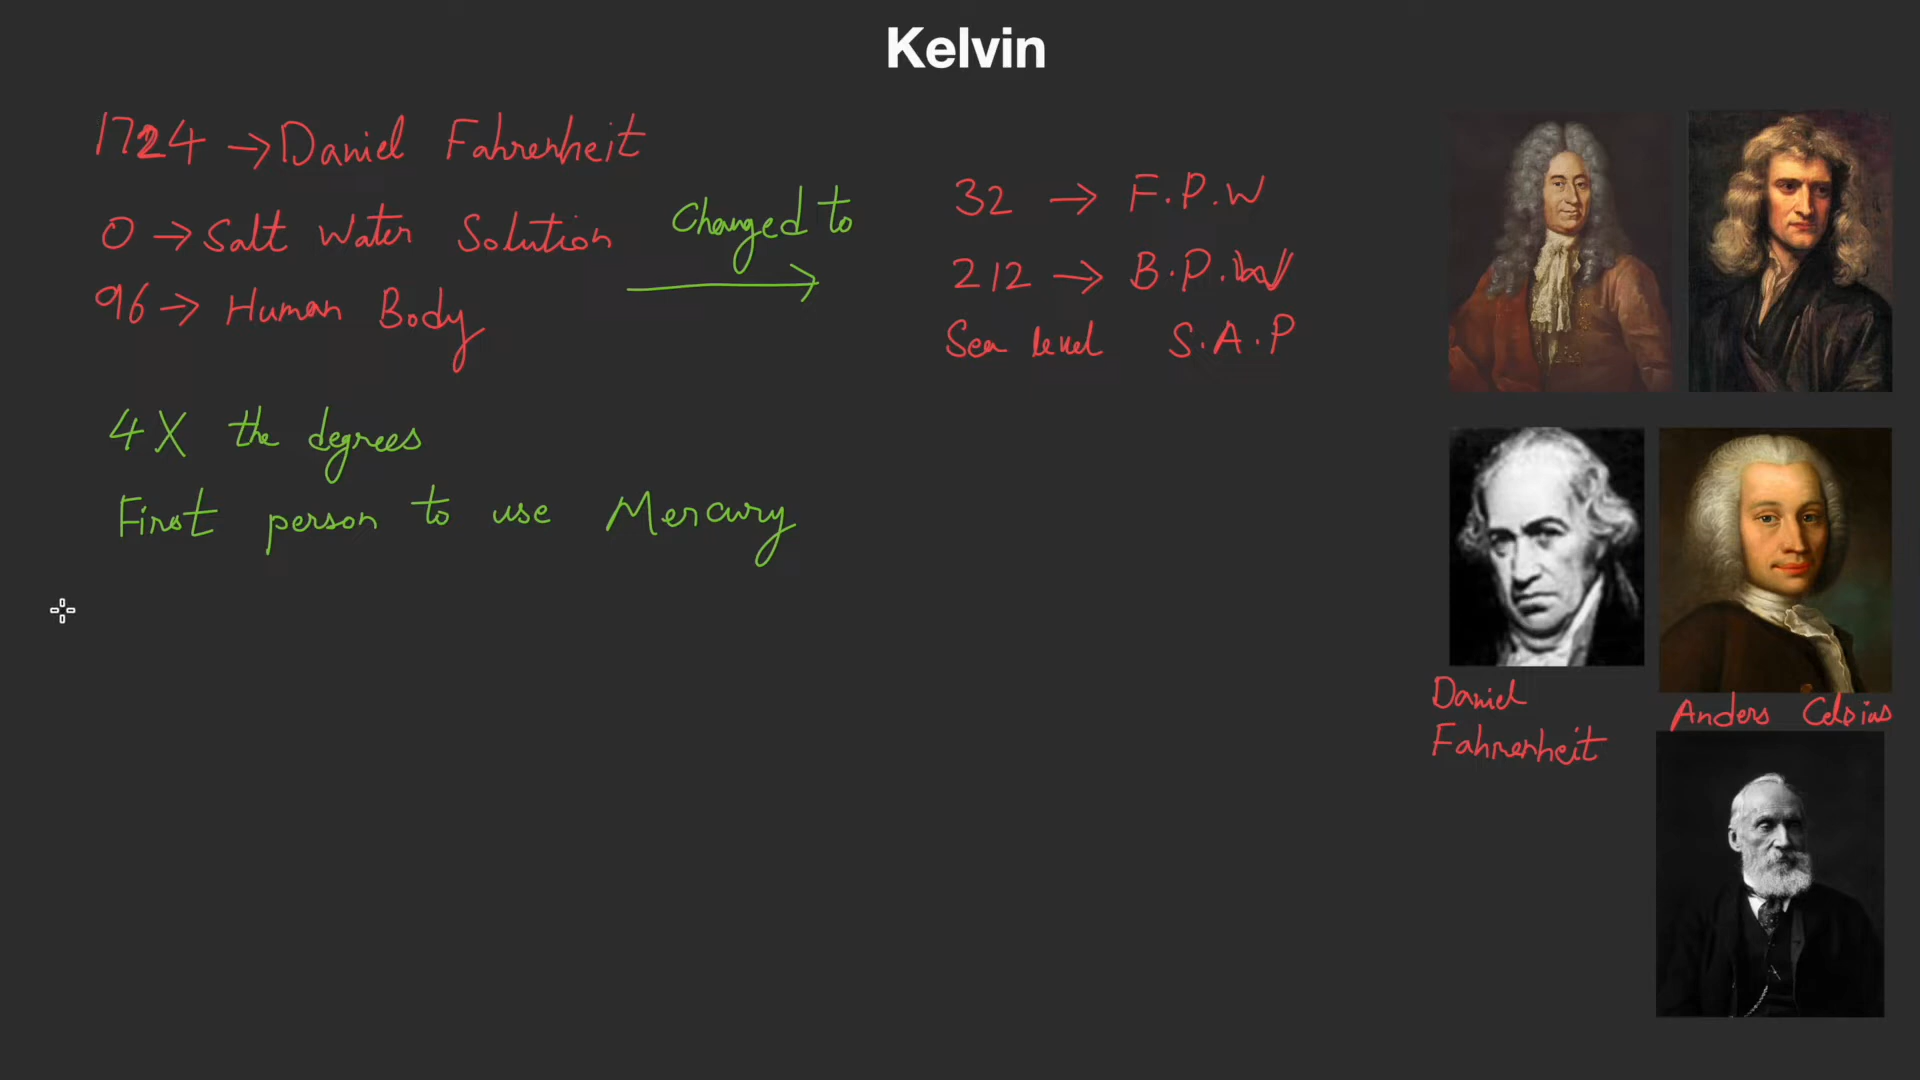 Kelvin
1724 → Daniel Fahrenheit
0 → Salt Water Solution
96 → Human Body
Changed to
32 → F.P.W
212 → B.P.W
Sea level S.A.P
4X the degrees
First person to use Mercury
Daniel
Fahrenheit
Anders Celsius